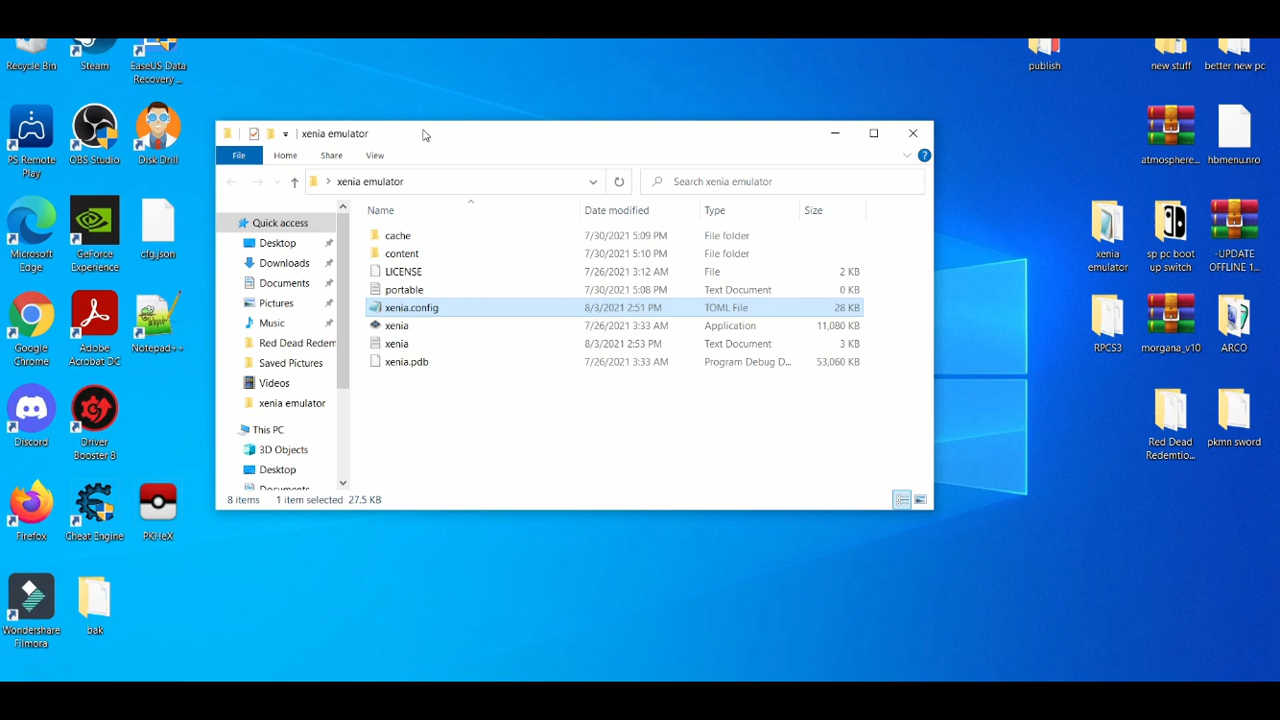 Recycle Bin
Steam
EaseUS Data
Recovery ...
publish
new stuff
better new pc
xenia emulator
File
Home
Share
View
PS Remote
Play
OBS Studio
Disk Drill
atmosphere...
hbmenu.nro
xenia emulator
Search xenia emulator
Name
Date modified
Type
Size
Quick access
Desktop
Downloads
Documents
Pictures
Music
Red Dead Redem
Saved Pictures
Videos
xenia emulator
This PC
3D Objects
Desktop
Documents
cache 7/30/2021 5:09 PM File folder
content 7/30/2021 5:10 PM File folder
LICENSE 7/26/2021 3:12 AM File 2 KB
portable 7/30/2021 5:08 PM Text Document 0 KB
xenia.config 8/3/2021 2:51 PM TOML File 28 KB
xenia 7/26/2021 3:33 AM Application 11,080 KB
xenia 8/3/2021 2:53 PM Text Document 3 KB
xenia.pdb 7/26/2021 3:33 AM Program Debug D... 53,060 KB
8 items 1 item selected 27.5 KB
Microsoft
Edge
GeForce
Experience
cfg.json
xenia
emulator
sp pc boot
up switch
-UPDATE
OFFLINE 1...
Google
Chrome
Adobe
Acrobat DC
Notepad++
RPCS3
morgana_v10
ARCO
Discord
Driver
Booster 8
Red Dead
Redemtio...
pkmn sword
Firefox
Cheat Engine
PKHeX
Wondershare
Filmora
bak